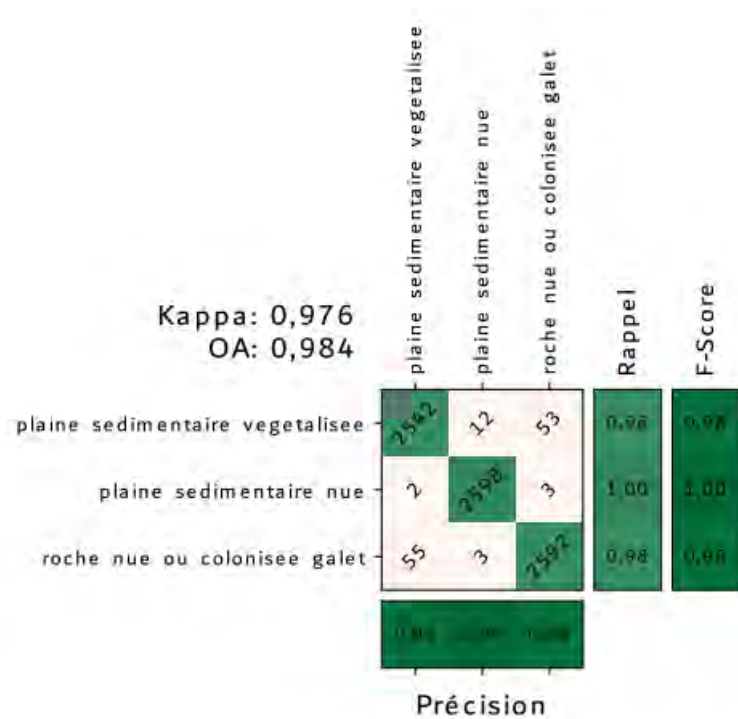 plaine sedimentaire vegetalisee
plaine sedimentaire nue
roche nue ou colonisee galet
Rappel
F-Score
Kappa: 0,976
OA: 0,984
plaine sedimentaire vegetalisee 2542 12 53 0,98 0,98
plaine sedimentaire nue 2 2598 3 1,00 1,00
roche nue ou colonisee galet 55 3 2592 0,98 0,98
Précision